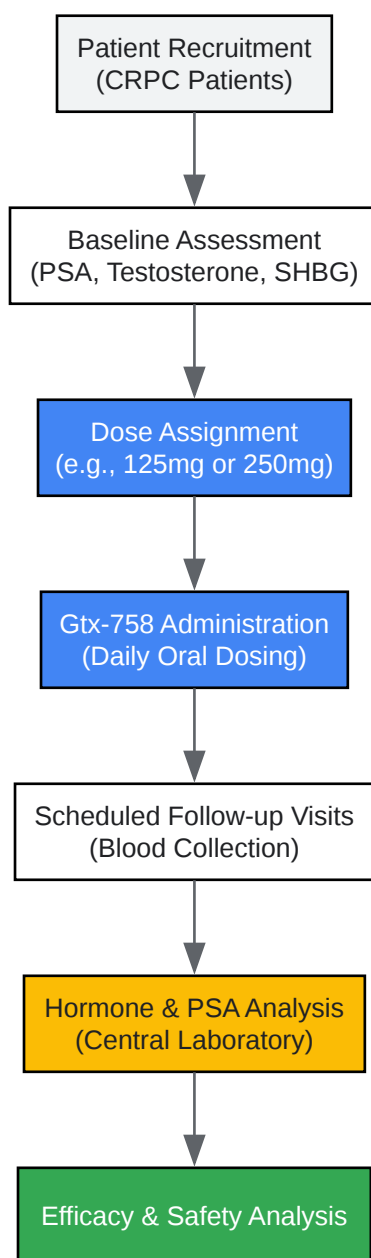 Patient Recruitment
(CRPC Patients)
Baseline Assessment
(PSA, Testosterone, SHBG)
Dose Assignment
(e.g., 125mg or 250mg)
Gtx-758 Administration
(Daily Oral Dosing)
Scheduled Follow-up Visits
(Blood Collection)
Hormone & PSA Analysis
(Central Laboratory)
Efficacy & Safety Analysis